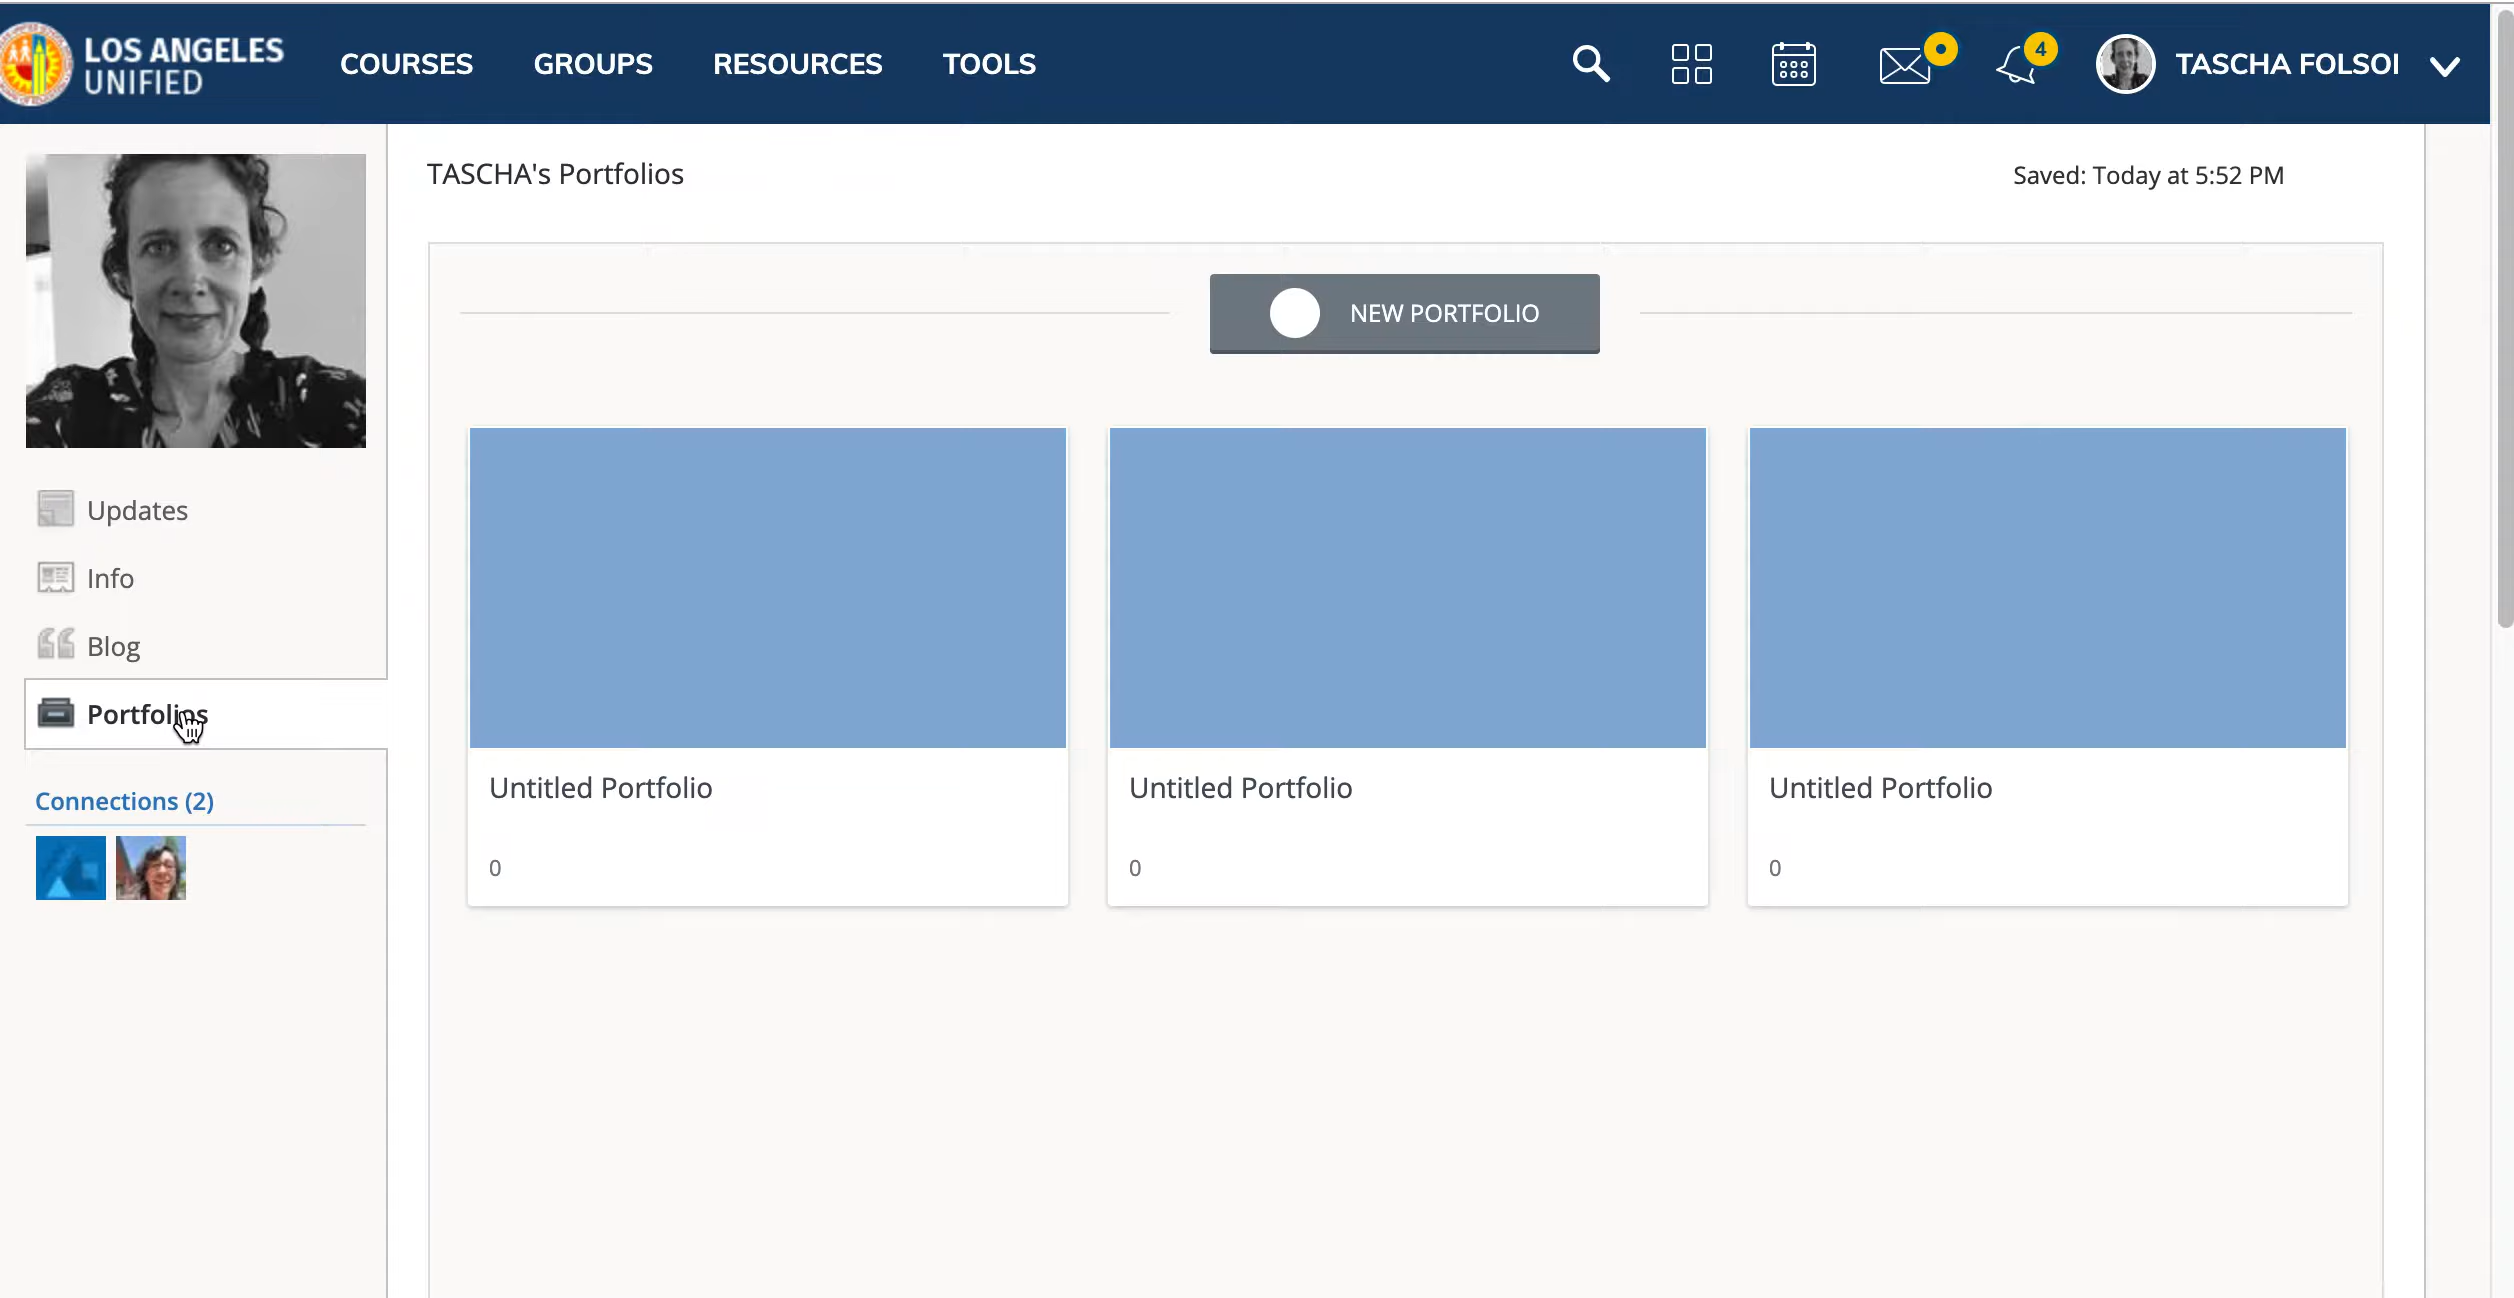 LOS ANGELES
UNIFIED
COURSES
GROUPS
RESOURCES
TOOLS
4
TASCHA FOLSOI
TASCHA's Portfolios
Saved: Today at 5:52 PM
NEW PORTFOLIO
Updates
Info
Blog
Portfolios
Connections (2)
Untitled Portfolio
0
Untitled Portfolio
0
Untitled Portfolio
0